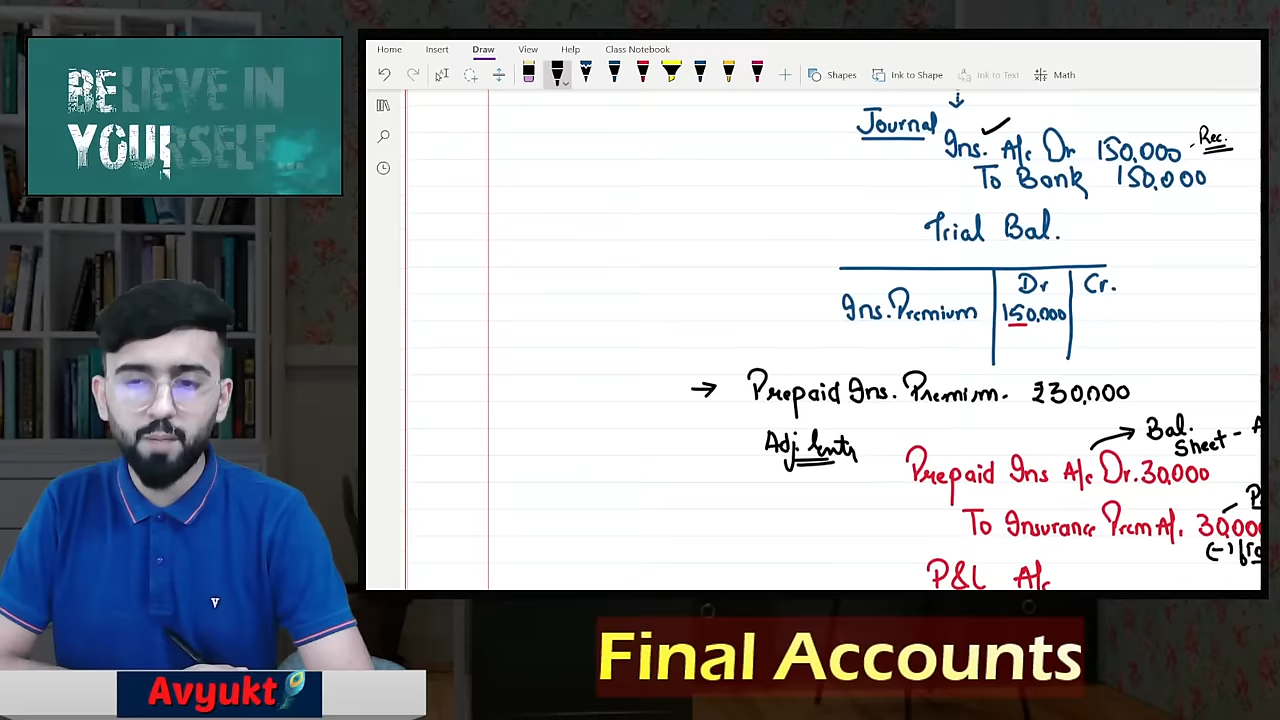 BELIEVE IN
YOURSELF...
Home Insert Draw View Help Class Notebook
Shapes Ink to Shape Ink to Text Math
Journal
Ins. A/c Dr 150,000 - Rec.
To Bank 150,000
Trial Bal.
Dr Cr.
Ins. Premium 150,000
→ Prepaid Ins. Premium. ₹30,000
Adj. Entry
Bal. Sheet - A
Prepaid Ins A/c Dr. 30,000
To Insurance Prem A/c. 30,000
P&L A/c
Final Accounts
Avyukt